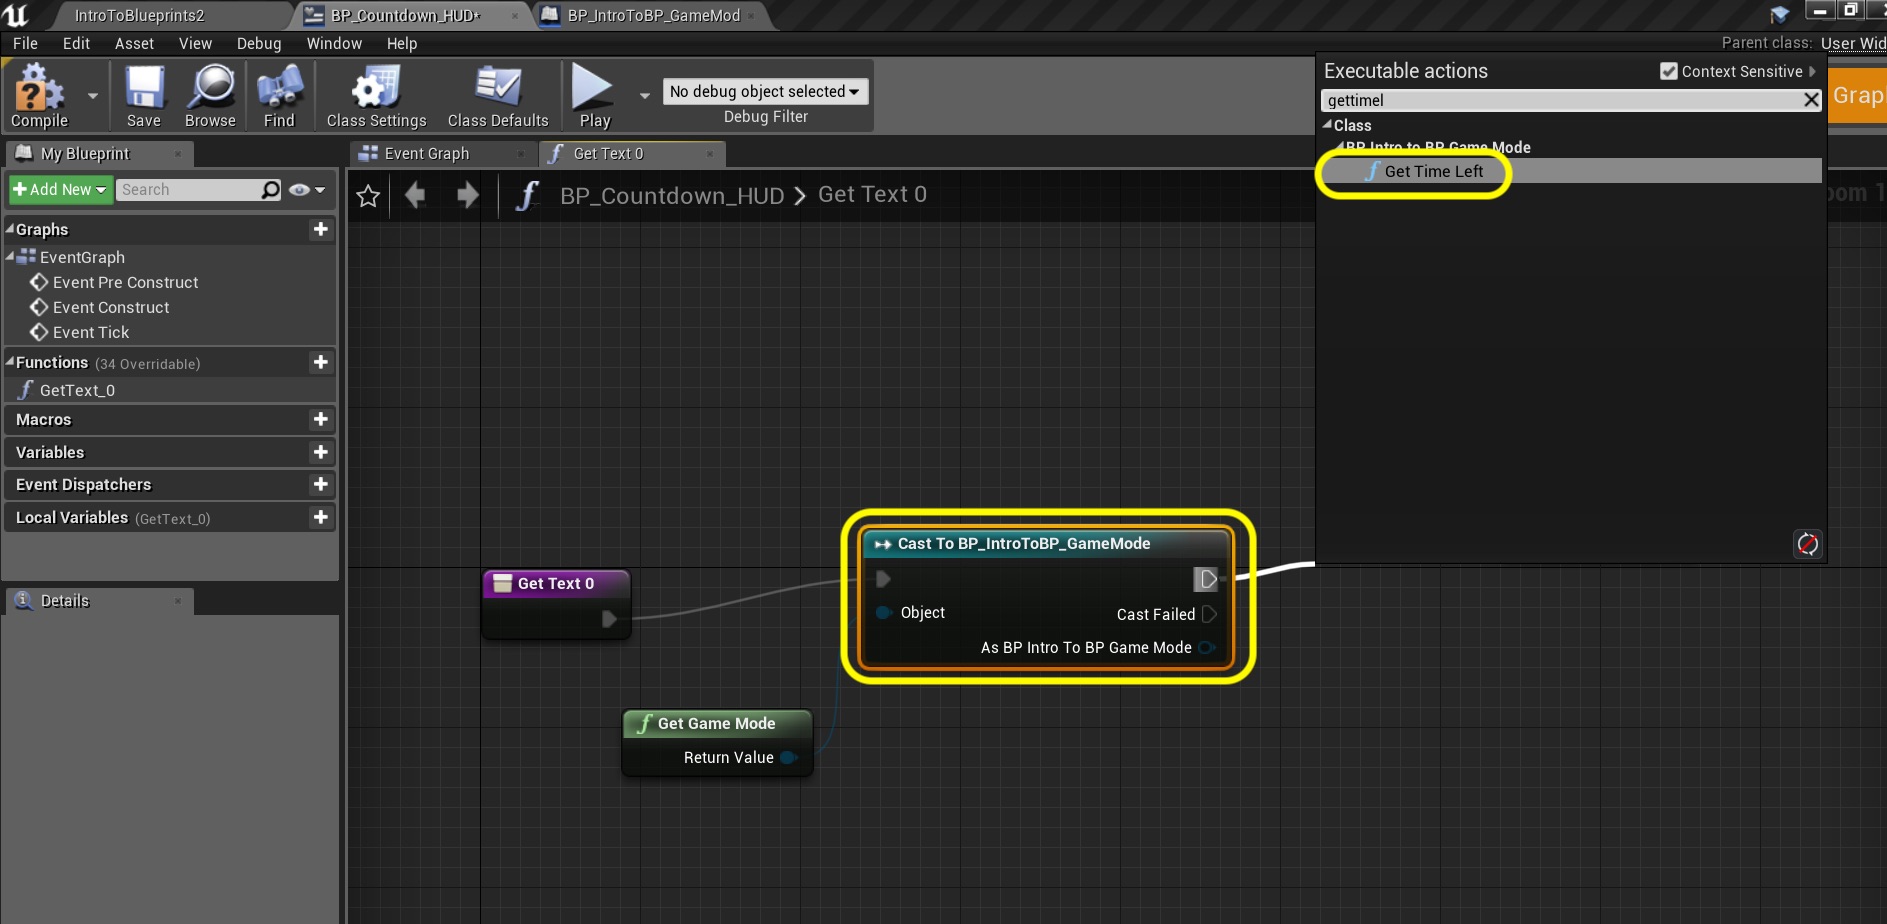 IntroToBlueprints2
BP_Countdown_HUD*
BP_IntroToBP_GameMod
File Edit Asset View Debug Window Help
Parent class: User Wid
Compile
Save
Browse
Find
Class Settings
Class Defaults
Play
No debug object selected
Debug Filter
Executable actions
Context Sensitive
gettimel
Class
BP Intro to BP Game Mode
Get Time Left
Grap
My Blueprint
Add New
Search
Graphs
EventGraph
Event Pre Construct
Event Construct
Event Tick
Functions (34 Overridable)
GetText_0
Macros
Variables
Event Dispatchers
Local Variables (GetText_0)
Details
Event Graph
Get Text 0
BP_Countdown_HUD > Get Text 0
oom 1
Get Text 0
Cast To BP_IntroToBP_GameMode
Object
Cast Failed
As BP Intro To BP Game Mode
Get Game Mode
Return Value